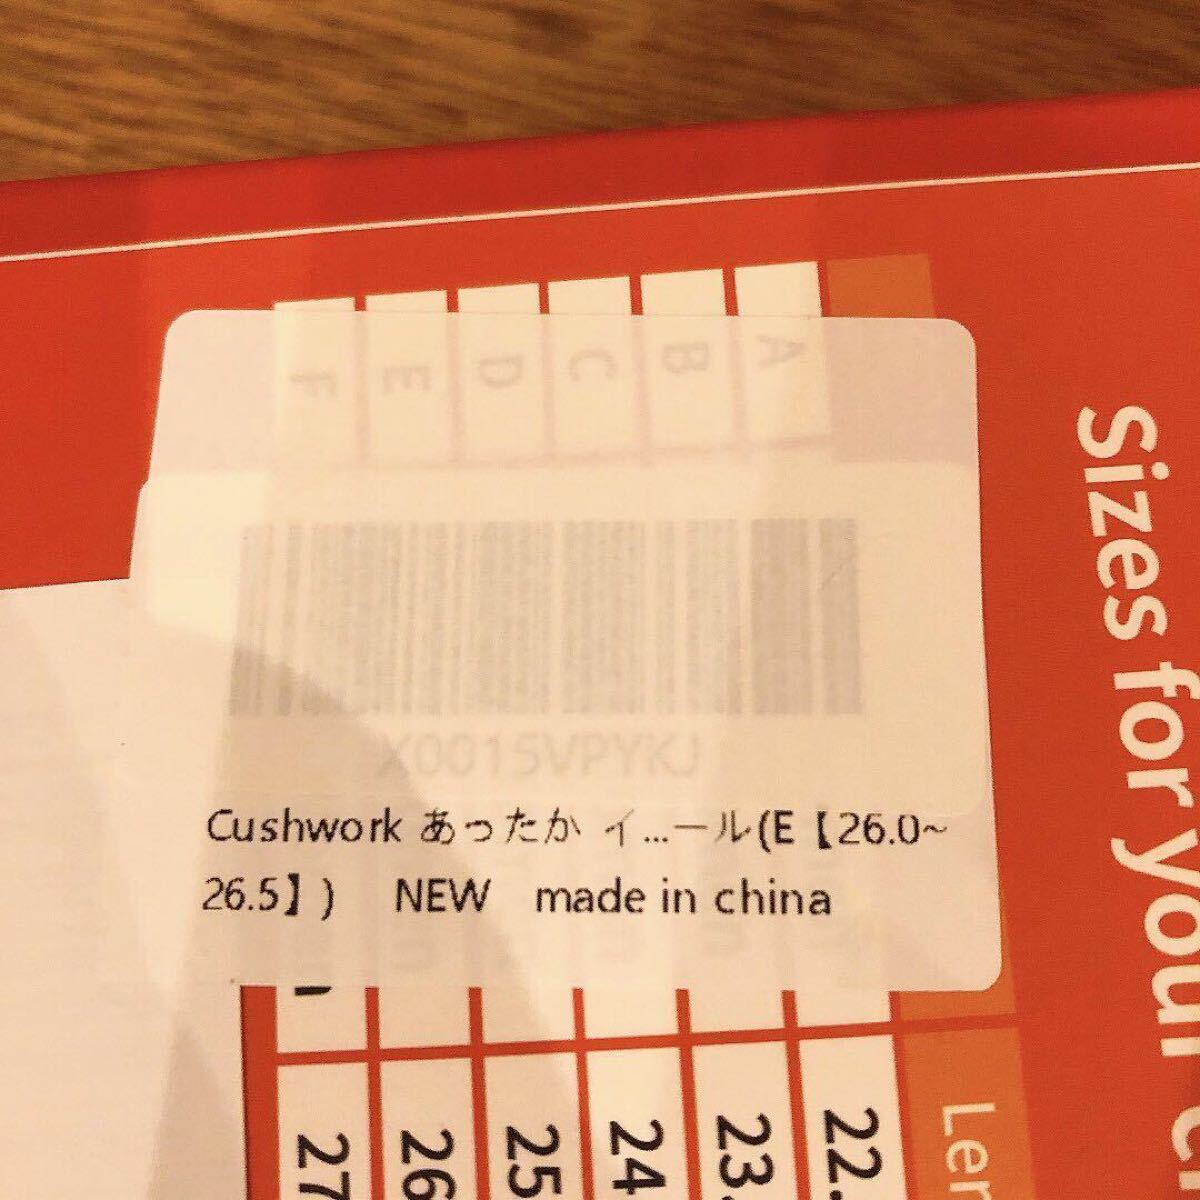 F E D C B A
X0015VPYKJ
Cushwork あったか イ...ール(E【26.0~
26.5】) NEW made in china
Sizes for your
27
26
25
24
23.
22.
Len